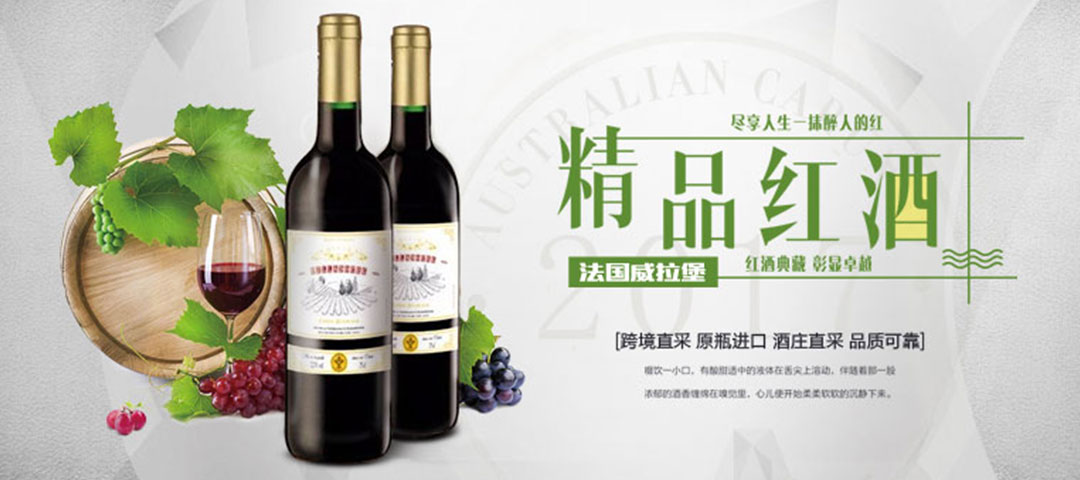 AUSTRALIAN CAP
2017
尽享人生一抹醉人的红
精品红酒
法国威拉堡
红酒典藏 彰显卓越
[跨境直采 原瓶进口 酒庄直采 品质可靠]
啜饮一小口，有酸甜适中的液体在舌尖上溶动，伴随着那一股
浓郁的酒香缠绵在嗅觉里，心儿便开始柔柔软软的沉静下来。